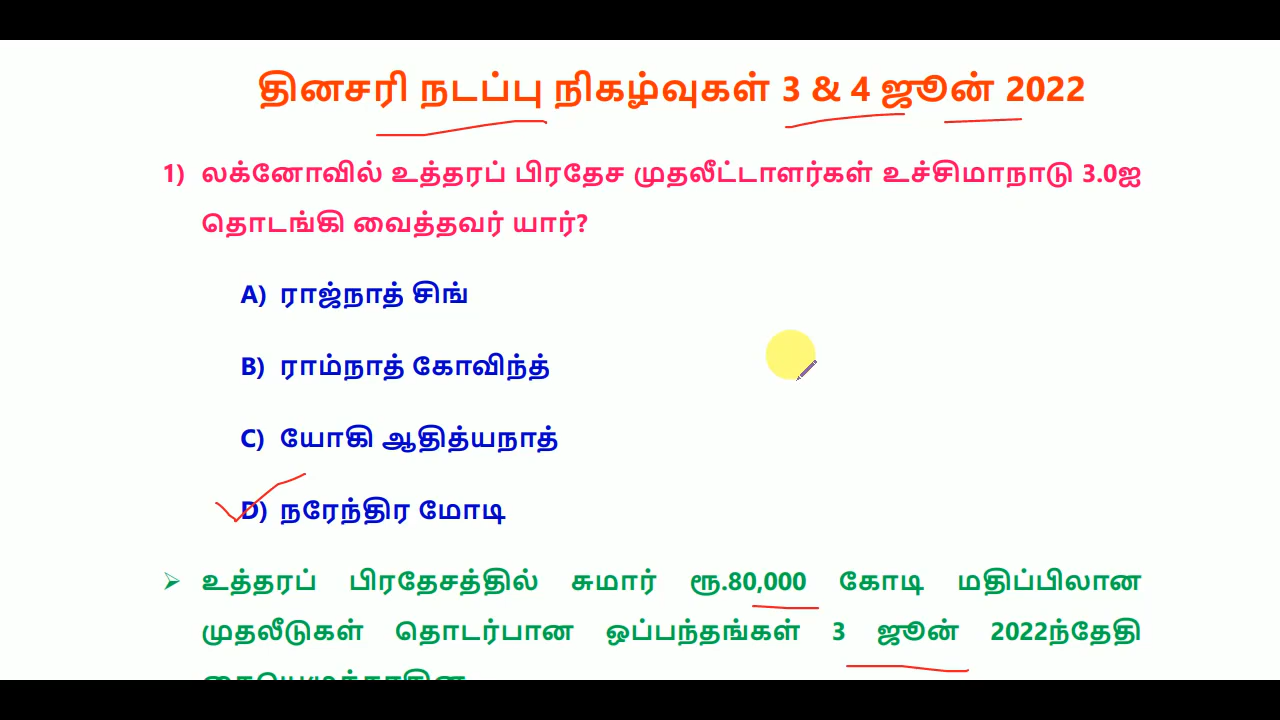 தினசரி நடப்பு நிகழ்வுகள் 3 & 4 ஜூன் 2022
1) லக்னோவில் உத்தரப் பிரதேச முதலீட்டாளர்கள் உச்சிமாநாடு 3.0ஐ
தொடங்கி வைத்தவர் யார்?
A) ராஜ்நாத் சிங்
B) ராம்நாத் கோவிந்த்
C) யோகி ஆதித்யநாத்
D) நரேந்திர மோடி
➢ உத்தரப் பிரதேசத்தில் சுமார் ரூ.80,000 கோடி மதிப்பிலான
முதலீடுகள் தொடர்பான ஒப்பந்தங்கள் 3 ஜூன் 2022ந்தேதி